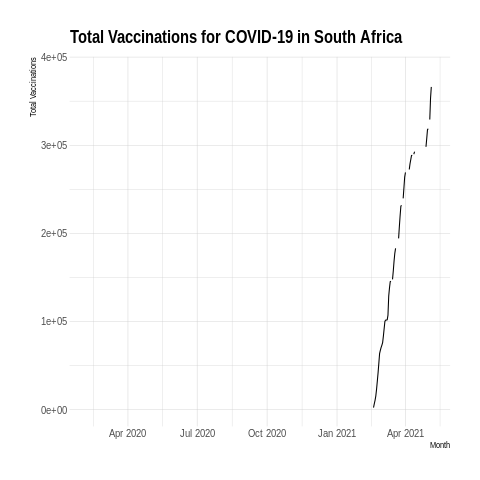 Total Vaccinations for COVID-19 in South Africa
Total Vaccinations
4e+05
3e+05
2e+05
1e+05
0e+00
Apr 2020 Jul 2020 Oct 2020 Jan 2021 Apr 2021
Month